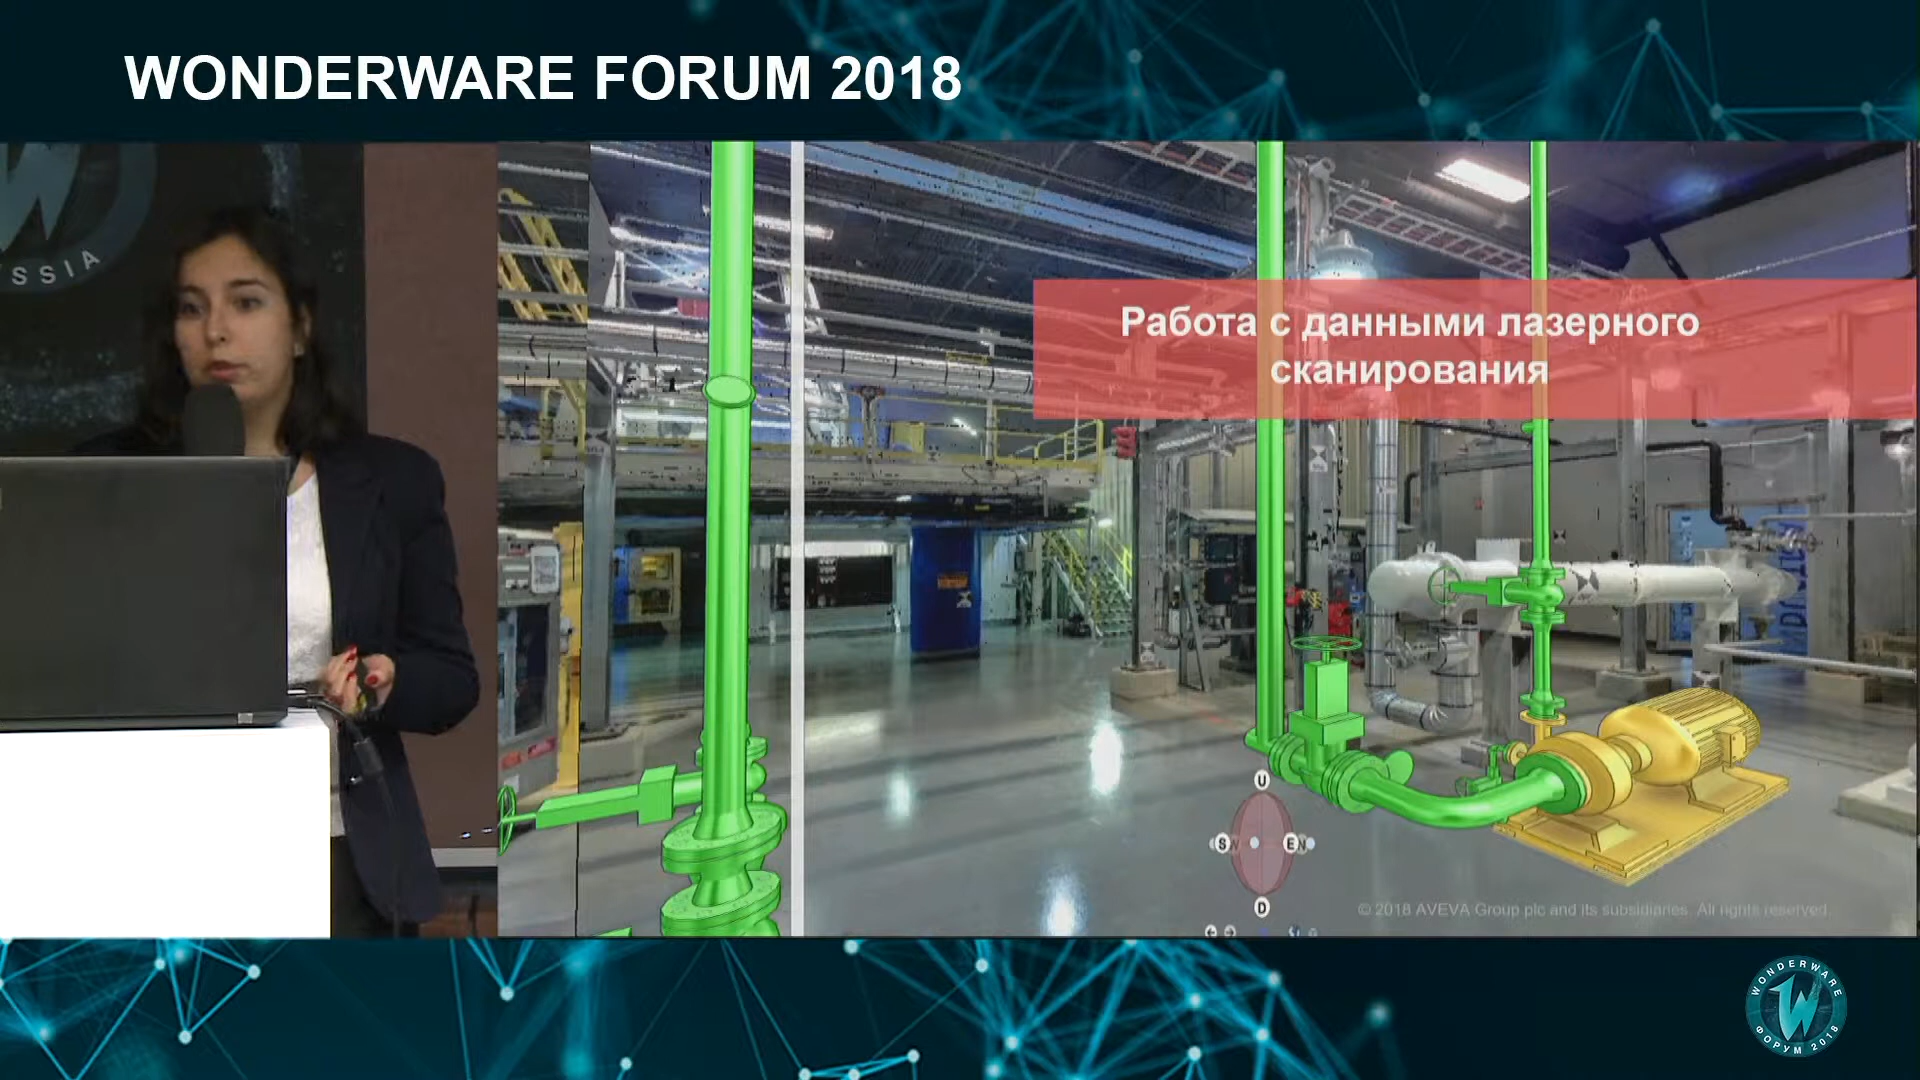 WONDERWARE FORUM 2018
SSIA
Работа с данными лазерного
сканирования
U
S
E
N
D
© 2018 AVEVA Group plc and its subsidiaries. All rights reserved.
WONDERWARE
W
ФОРУМ 2018